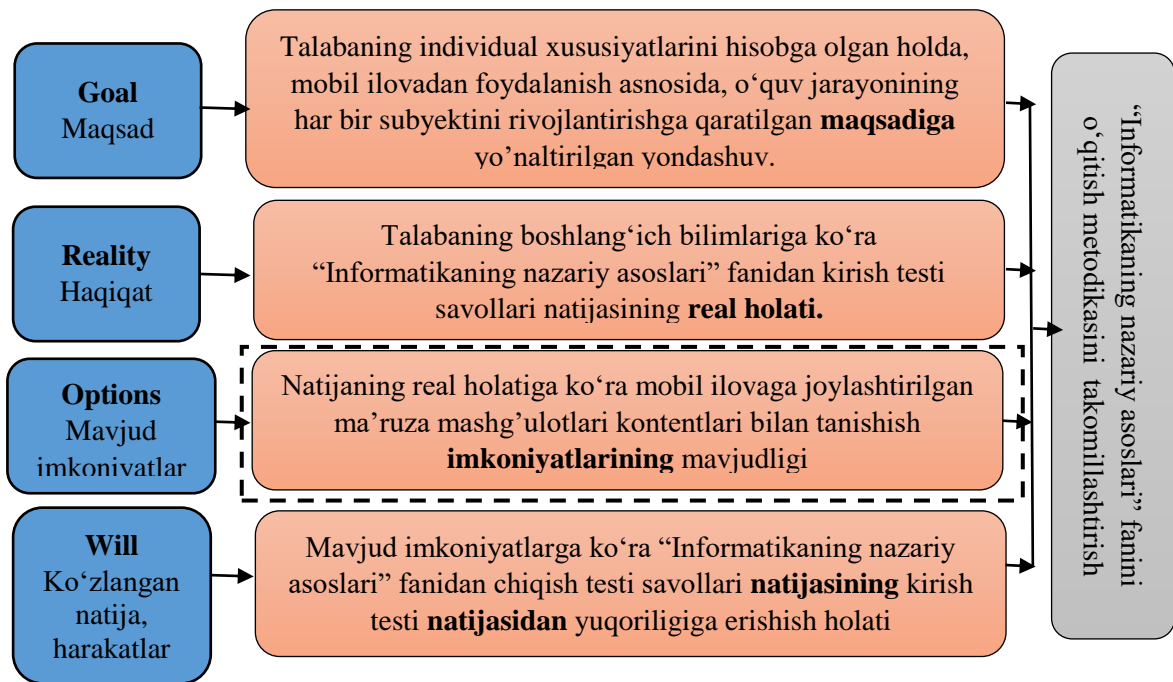 Goal
Maqsad
Talabaning individual xususiyatlarini hisobga olgan holda,
mobil ilovadan foydalanish asnosida, o‘quv jarayonining
har bir subyektini rivojlantirishga qaratilgan maqsadiga
yo’naltirilgan yondashuv.
Reality
Haqiqat
Talabaning boshlang‘ich bilimlariga ko‘ra
“Informatikaning nazariy asoslari” fanidan kirish testi
savollari natijasining real holati.
Options
Mavjud
imkoniyatlar
Natijaning real holatiga ko‘ra mobil ilovaga joylashtirilgan
ma’ruza mashg’ulotlari kontentlari bilan tanishish
imkoniyatlarining mavjudligi
Will
Ko‘zlangan
natija,
harakatlar
Mavjud imkoniyatlarga ko‘ra “Informatikaning nazariy
asoslari” fanidan chiqish testi savollari natijasining kirish
testi natijasidan yuqoriligiga erishish holati
“Informatikaning nazariy asoslari” fanini
o‘qitish metodikasini takomillashtirish